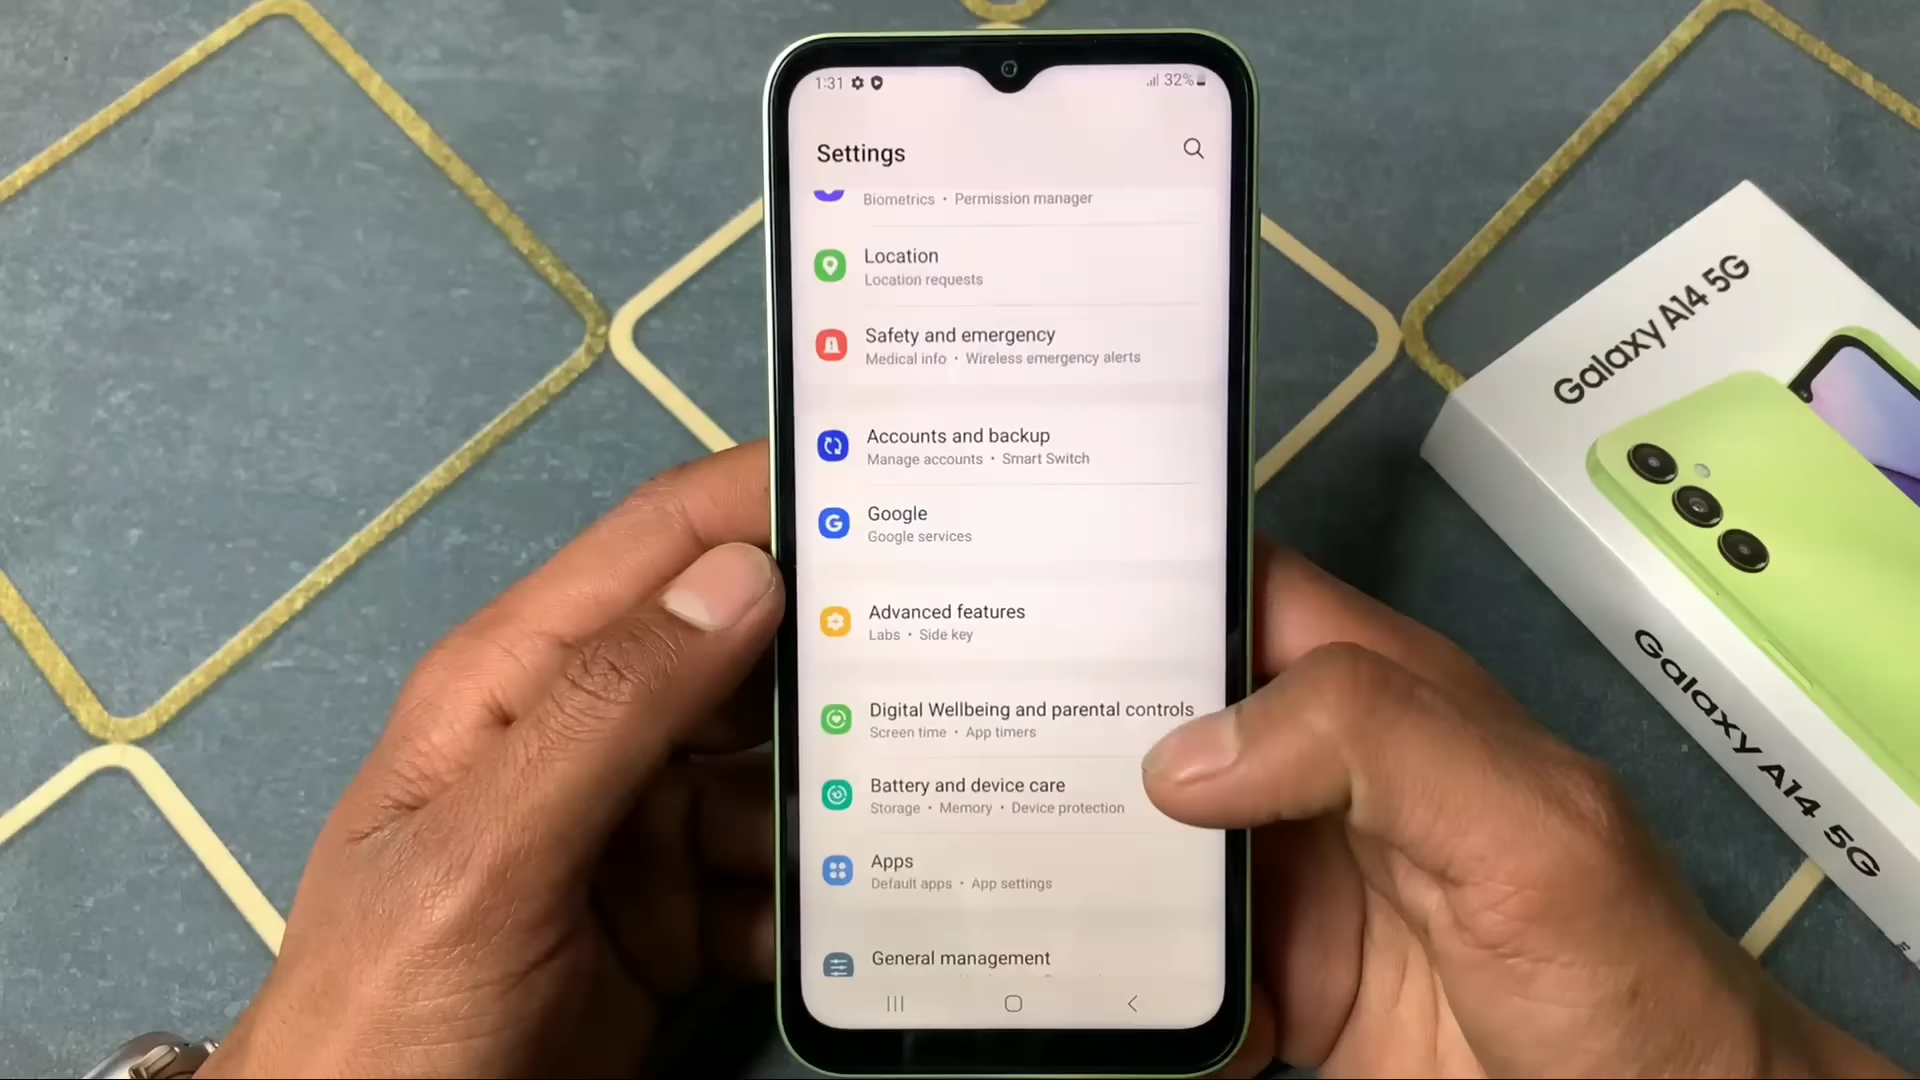 1:31
32%
Settings
Biometrics • Permission manager
Location
Location requests
Safety and emergency
Medical info • Wireless emergency alerts
Accounts and backup
Manage accounts • Smart Switch
Google
Google services
Advanced features
Labs • Side key
Digital Wellbeing and parental controls
Screen time • App timers
Battery and device care
Storage • Memory • Device protection
Apps
Default apps • App settings
General management
Galaxy A14 5G
Galaxy A14 5G